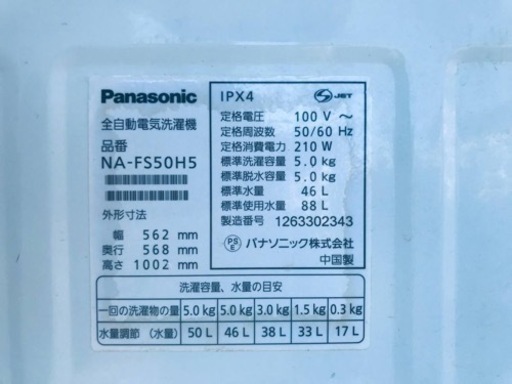 Panasonic
全自動電気洗濯機
品番
NA-FS50H5
外形寸法
幅 562 mm
奥行 568 mm
高さ 1002 mm
IPX4 JET
定格電圧 100 V ～
定格周波数 50/60 Hz
定格消費電力 210 W
標準洗濯容量 5.0 kg
標準脱水容量 5.0 kg
標準水量 46 L
標準使用水量 88 L
製造番号 1263302343
PSE パナソニック株式会社
中国製
洗濯容量、水量の目安
一回の洗濯物の量 5.0 kg 5.0 kg 3.0 kg 1.5 kg 0.3 kg
水量調節（水量） 50 L 46 L 38 L 33 L 17 L